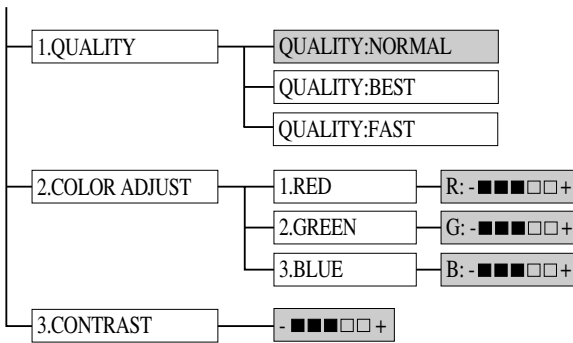 1.QUALITY
QUALITY:NORMAL
QUALITY:BEST
QUALITY:FAST
2.COLOR ADJUST
1.RED
R: -■■■□□+
2.GREEN
G: -■■■□□+
3.BLUE
B: -■■■□□+
3.CONTRAST
- ■■■□□ +